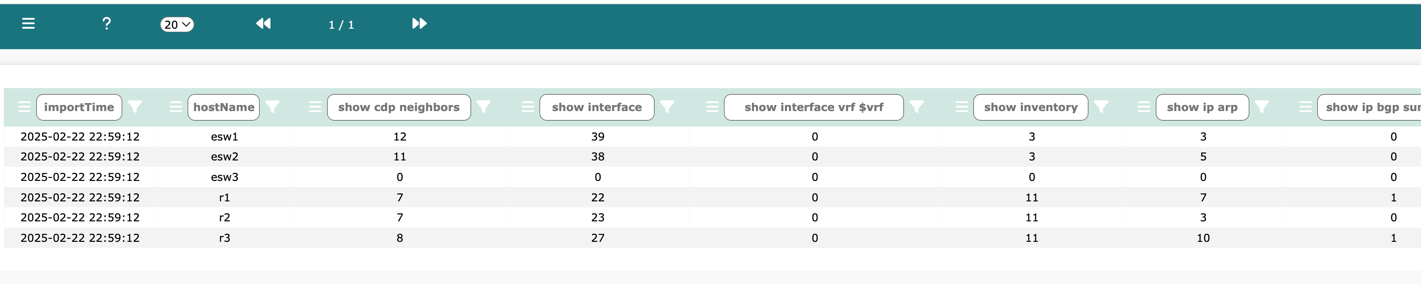 ? 20 1 / 1
importTime hostName show cdp neighbors show interface show interface vrf $vrf show inventory show ip arp show ip bgp sur
2025-02-22 22:59:12 esw1 12 39 0 3 3 0
2025-02-22 22:59:12 esw2 11 38 0 3 5 0
2025-02-22 22:59:12 esw3 0 0 0 0 0 0
2025-02-22 22:59:12 r1 7 22 0 11 7 1
2025-02-22 22:59:12 r2 7 23 0 11 3 0
2025-02-22 22:59:12 r3 8 27 0 11 10 1